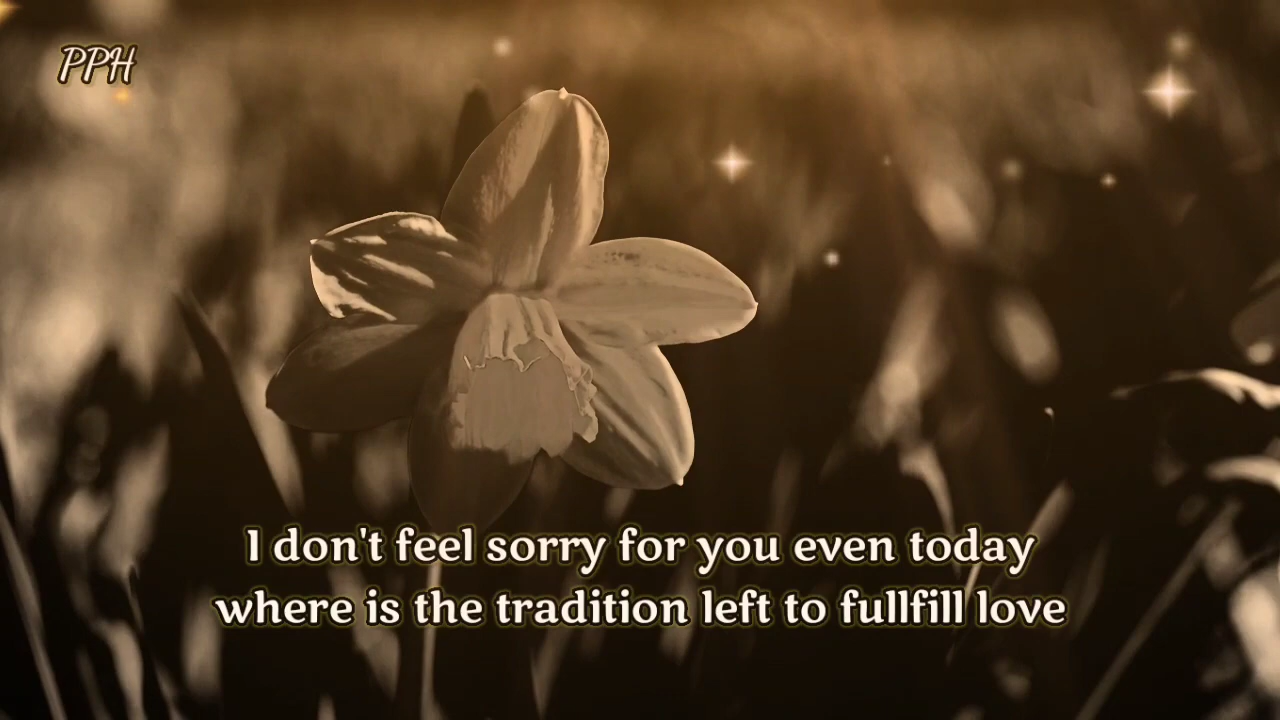 PPH
I don't feel sorry for you even today
where is the tradition left to fullfill love